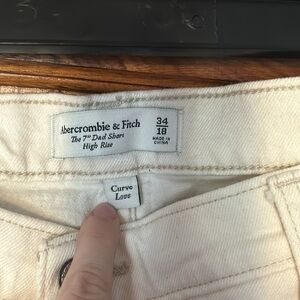 Abercrombie & Fitch
The 7" Dad Short
High Rise
34
18
MADE IN
CHINA
Curve
Love